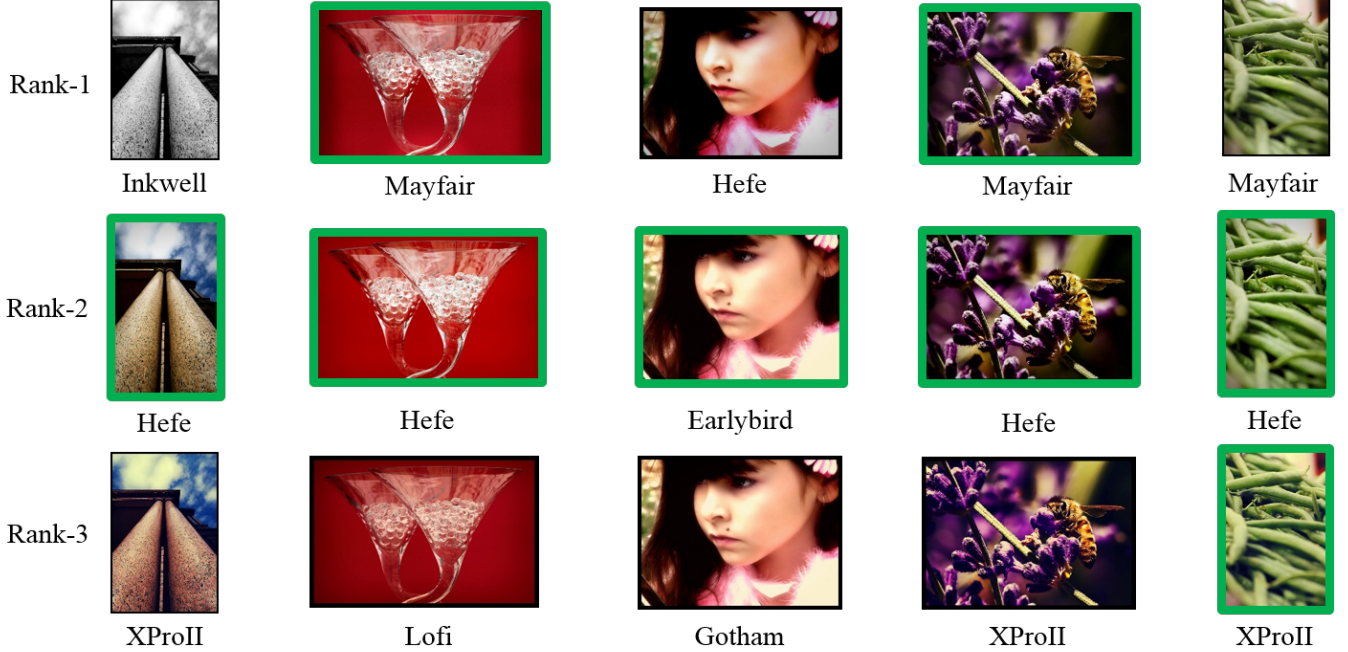 Rank-1
Inkwell Mayfair Hefe Mayfair Mayfair
Rank-2
Hefe Hefe Earlybird Hefe Hefe
Rank-3
XProII Lofi Gotham XProII XProII